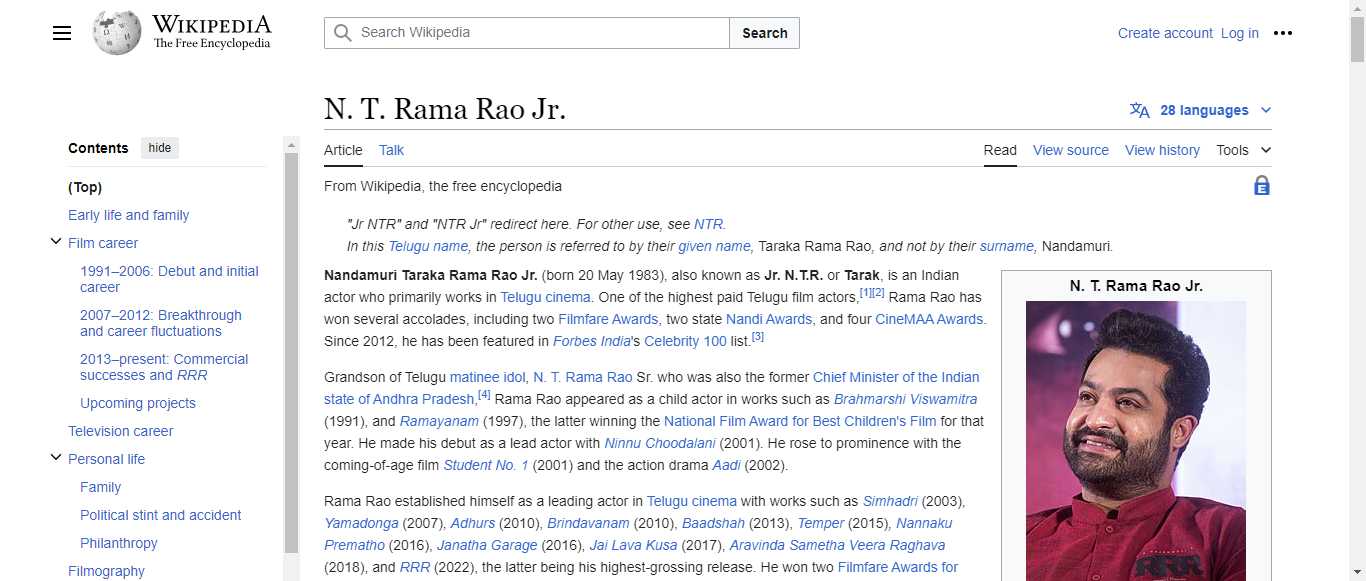 WIKIPEDIA
The Free Encyclopedia
Search Wikipedia
Search
Create account Log in
N. T. Rama Rao Jr.
28 languages
Contents hide
Article Talk
Read View source View history Tools
(Top)
Early life and family
Film career
1991–2006: Debut and initial
career
2007–2012: Breakthrough
and career fluctuations
2013–present: Commercial
successes and RRR
Upcoming projects
Television career
Personal life
Family
Political stint and accident
Philanthropy
Filmography
From Wikipedia, the free encyclopedia
E
"Jr NTR" and "NTR Jr" redirect here. For other use, see NTR.
In this Telugu name, the person is referred to by their given name, Taraka Rama Rao, and not by their surname, Nandamuri.
Nandamuri Taraka Rama Rao Jr. (born 20 May 1983), also known as Jr. N.T.R. or Tarak, is an Indian
actor who primarily works in Telugu cinema. One of the highest paid Telugu film actors,[1][2] Rama Rao has
won several accolades, including two Filmfare Awards, two state Nandi Awards, and four CineMAA Awards.
Since 2012, he has been featured in Forbes India's Celebrity 100 list.[3]
Grandson of Telugu matinee idol, N. T. Rama Rao Sr. who was also the former Chief Minister of the Indian
state of Andhra Pradesh,[4] Rama Rao appeared as a child actor in works such as Brahmarshi Viswamitra
(1991), and Ramayanam (1997), the latter winning the National Film Award for Best Children's Film for that
year. He made his debut as a lead actor with Ninnu Choodalani (2001). He rose to prominence with the
coming-of-age film Student No. 1 (2001) and the action drama Aadi (2002).
Rama Rao established himself as a leading actor in Telugu cinema with works such as Simhadri (2003),
Yamadonga (2007), Adhurs (2010), Brindavanam (2010), Baadshah (2013), Temper (2015), Nannaku
Prematho (2016), Janatha Garage (2016), Jai Lava Kusa (2017), Aravinda Sametha Veera Raghava
(2018), and RRR (2022), the latter being his highest-grossing release. He won two Filmfare Awards for
N. T. Rama Rao Jr.
RRR